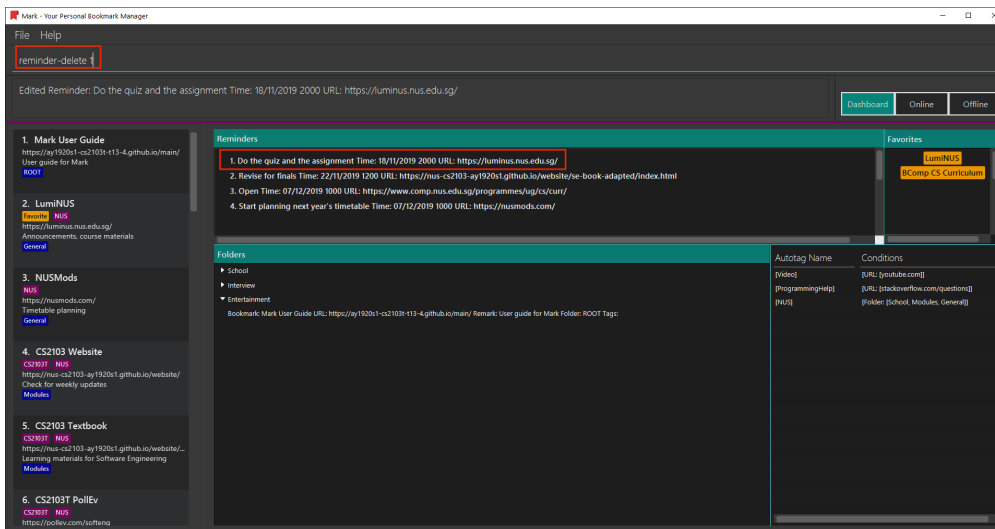 Mark - Your Personal Bookmark Manager
File Help
reminder-delete 1
Edited Reminder: Do the quiz and the assignment Time: 18/11/2019 2000 URL: https://luminus.nus.edu.sg/
Dashboard Online Offline
1. Mark User Guide
https://ay1920s1-cs2103t-t13-4.github.io/main/
User guide for Mark
ROOT
2. LumiNUS
Favorite NUS
https://luminus.nus.edu.sg/
Announcements, course materials
General
3. NUSMods
NUS
https://nusmods.com/
Timetable planning
General
4. CS2103 Website
CS2103T NUS
https://nus-cs2103-ay1920s1.github.io/website/
Check for weekly updates
Modules
5. CS2103 Textbook
CS2103T NUS
https://nus-cs2103-ay1920s1.github.io/website/...
Learning materials for Software Engineering
Modules
6. CS2103T PollEv
CS2103T NUS
https://pollev.com/softeng
Reminders
1. Do the quiz and the assignment Time: 18/11/2019 2000 URL: https://luminus.nus.edu.sg/
2. Revise for finals Time: 22/11/2019 1200 URL: https://nus-cs2103-ay1920s1.github.io/website/se-book-adapted/index.html
3. Open Time: 07/12/2019 1000 URL: https://www.comp.nus.edu.sg/programmes/ug/cs/curr/
4. Start planning next year's timetable Time: 07/12/2019 1000 URL: https://nusmods.com/
Favorites
LumiNUS
BComp CS Curriculum
Folders
School
Interview
Entertainment
Bookmark: Mark User Guide URL: https://ay1920s1-cs2103t-t13-4.github.io/main/ Remark: User guide for Mark Folder: ROOT Tags:
Autotag Name Conditions
[Video] [URL: [youtube.com]]
[ProgrammingHelp] [URL: [stackoverflow.com/questions]]
[NUS] [Folder: [School, Modules, General]]